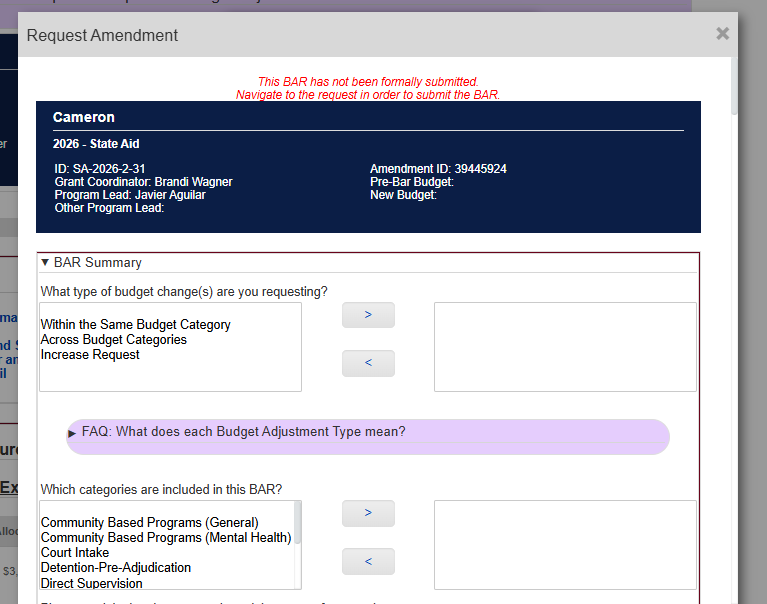 Request Amendment
This BAR has not been formally submitted.
Navigate to the request in order to submit the BAR.
Cameron
2026 - State Aid
ID: SA-2026-2-31
Grant Coordinator: Brandi Wagner
Program Lead: Javier Aguilar
Other Program Lead:
Amendment ID: 39445924
Pre-Bar Budget:
New Budget:
▼ BAR Summary
What type of budget change(s) are you requesting?
Within the Same Budget Category
Across Budget Categories
Increase Request
>
<
▶ FAQ: What does each Budget Adjustment Type mean?
Which categories are included in this BAR?
Community Based Programs (General)
Community Based Programs (Mental Health)
Court Intake
Detention-Pre-Adjudication
Direct Supervision
>
<
$3,